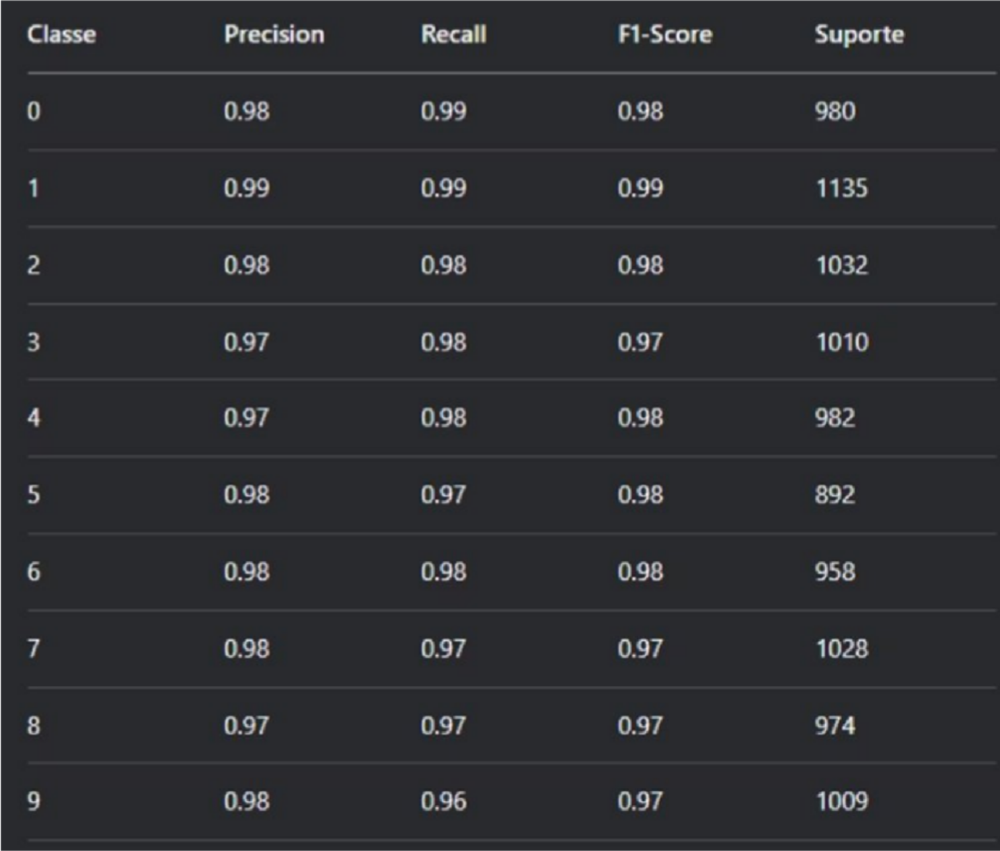 Classe Precision Recall F1-Score Suporte
0 0.98 0.99 0.98 980
1 0.99 0.99 0.99 1135
2 0.98 0.98 0.98 1032
3 0.97 0.98 0.97 1010
4 0.97 0.98 0.98 982
5 0.98 0.97 0.98 892
6 0.98 0.98 0.98 958
7 0.98 0.97 0.97 1028
8 0.97 0.97 0.97 974
9 0.98 0.96 0.97 1009